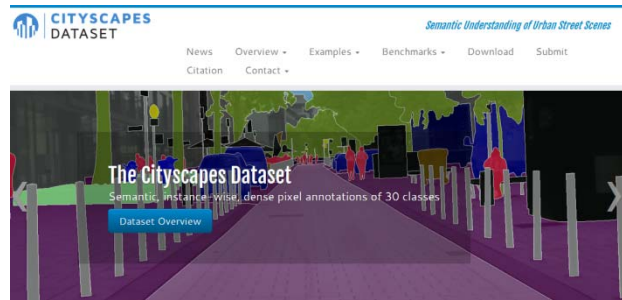 CITYSCAPES
DATASET
Semantic Understanding of Urban Street Scenes
News Overview Examples Benchmarks Download Submit
Citation Contact
The Cityscapes Dataset
Semantic, instance-wise, dense pixel annotations of 30 classes
Dataset Overview